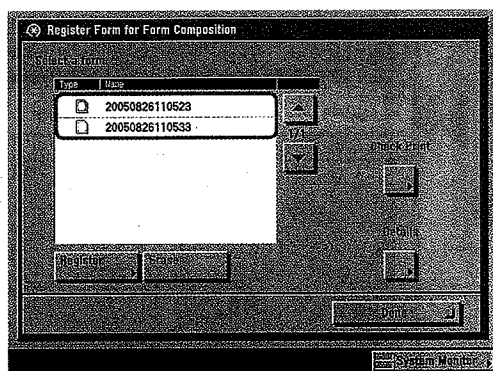 Register Form for Form Composition
Select a form.
Type Name
20050826110523
20050826110533
1/1
Check Print
Details
Register
Erase
Done
System Monitor